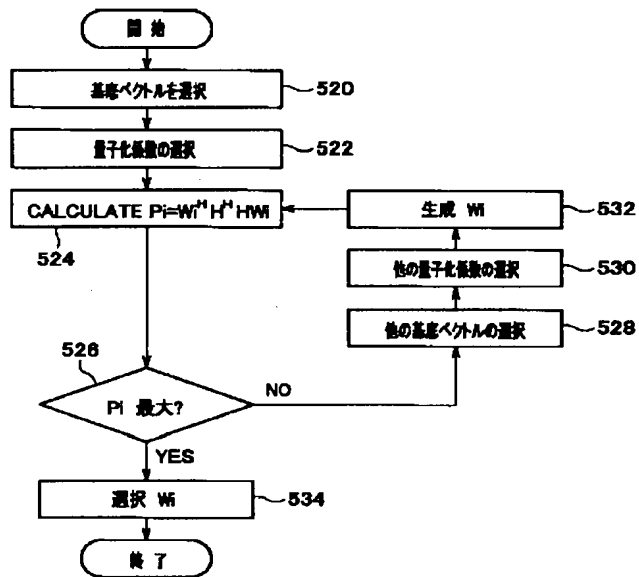 開 始
基底ベクトルを選択
520
量子化係数の選択
522
CALCULATE Pi=Wi^H H^H HWi
524
生成 Wi
532
他の量子化係数の選択
530
他の基底ベクトルの選択
528
526
Pi 最大?
NO
YES
選択 Wi
534
終 了